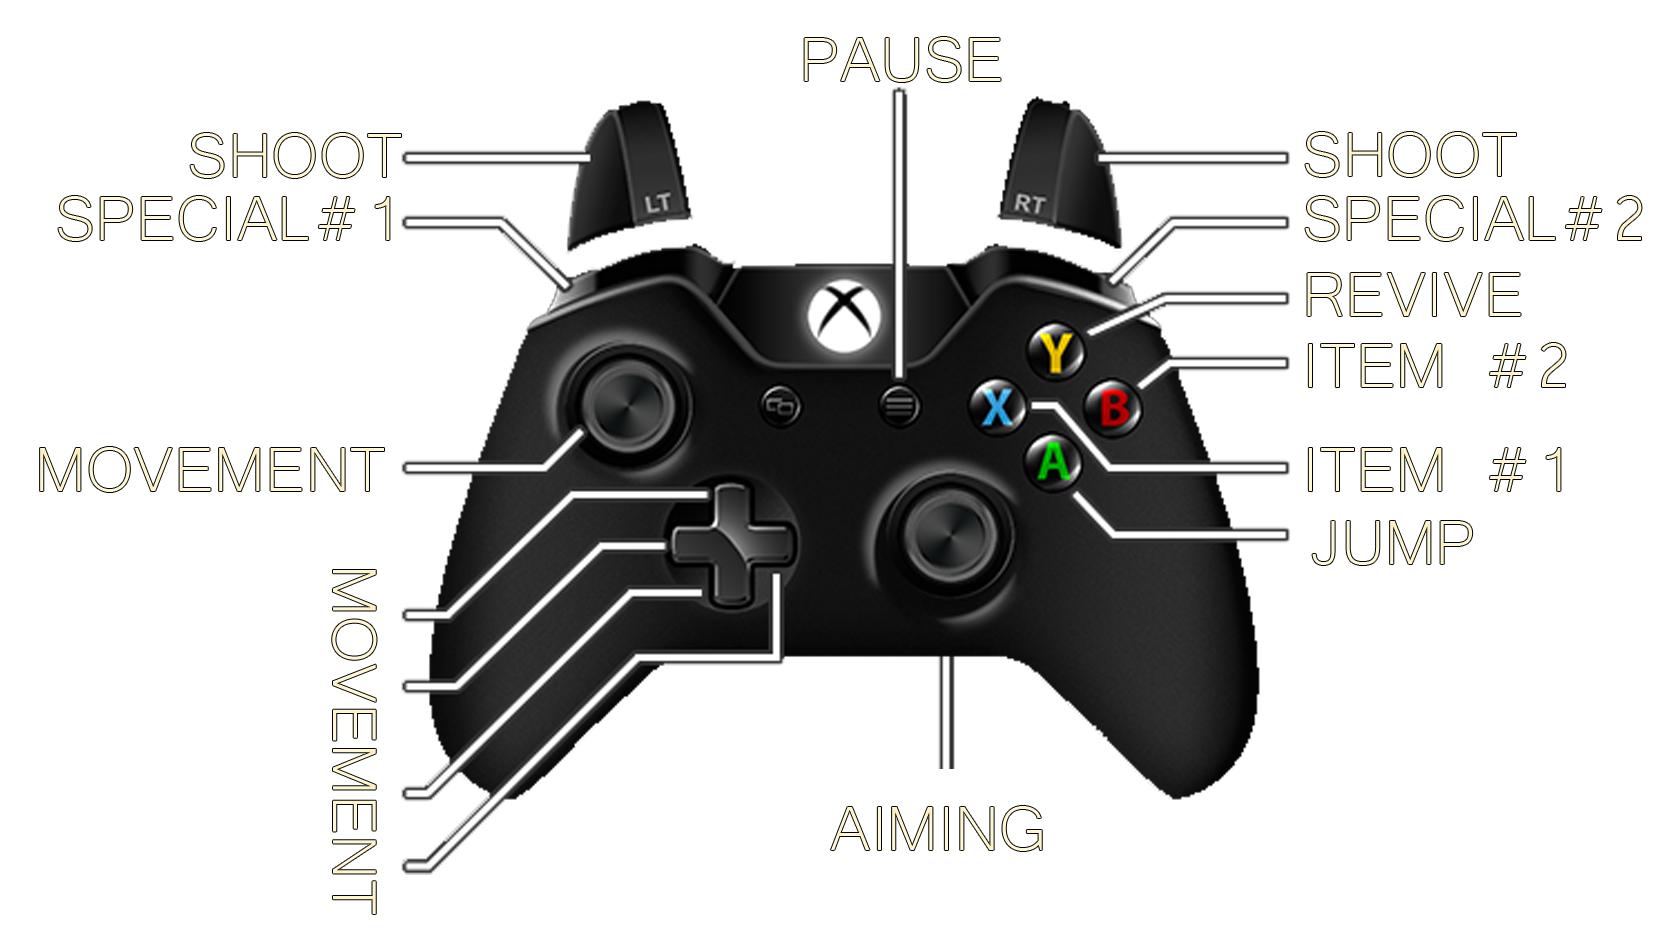 PAUSE
SHOOT
SPECIAL #1
MOVEMENT
MOVEMENT
LT
RT
Y
X
B
A
SHOOT
SPECIAL #2
REVIVE
ITEM #2
ITEM #1
JUMP
AIMING